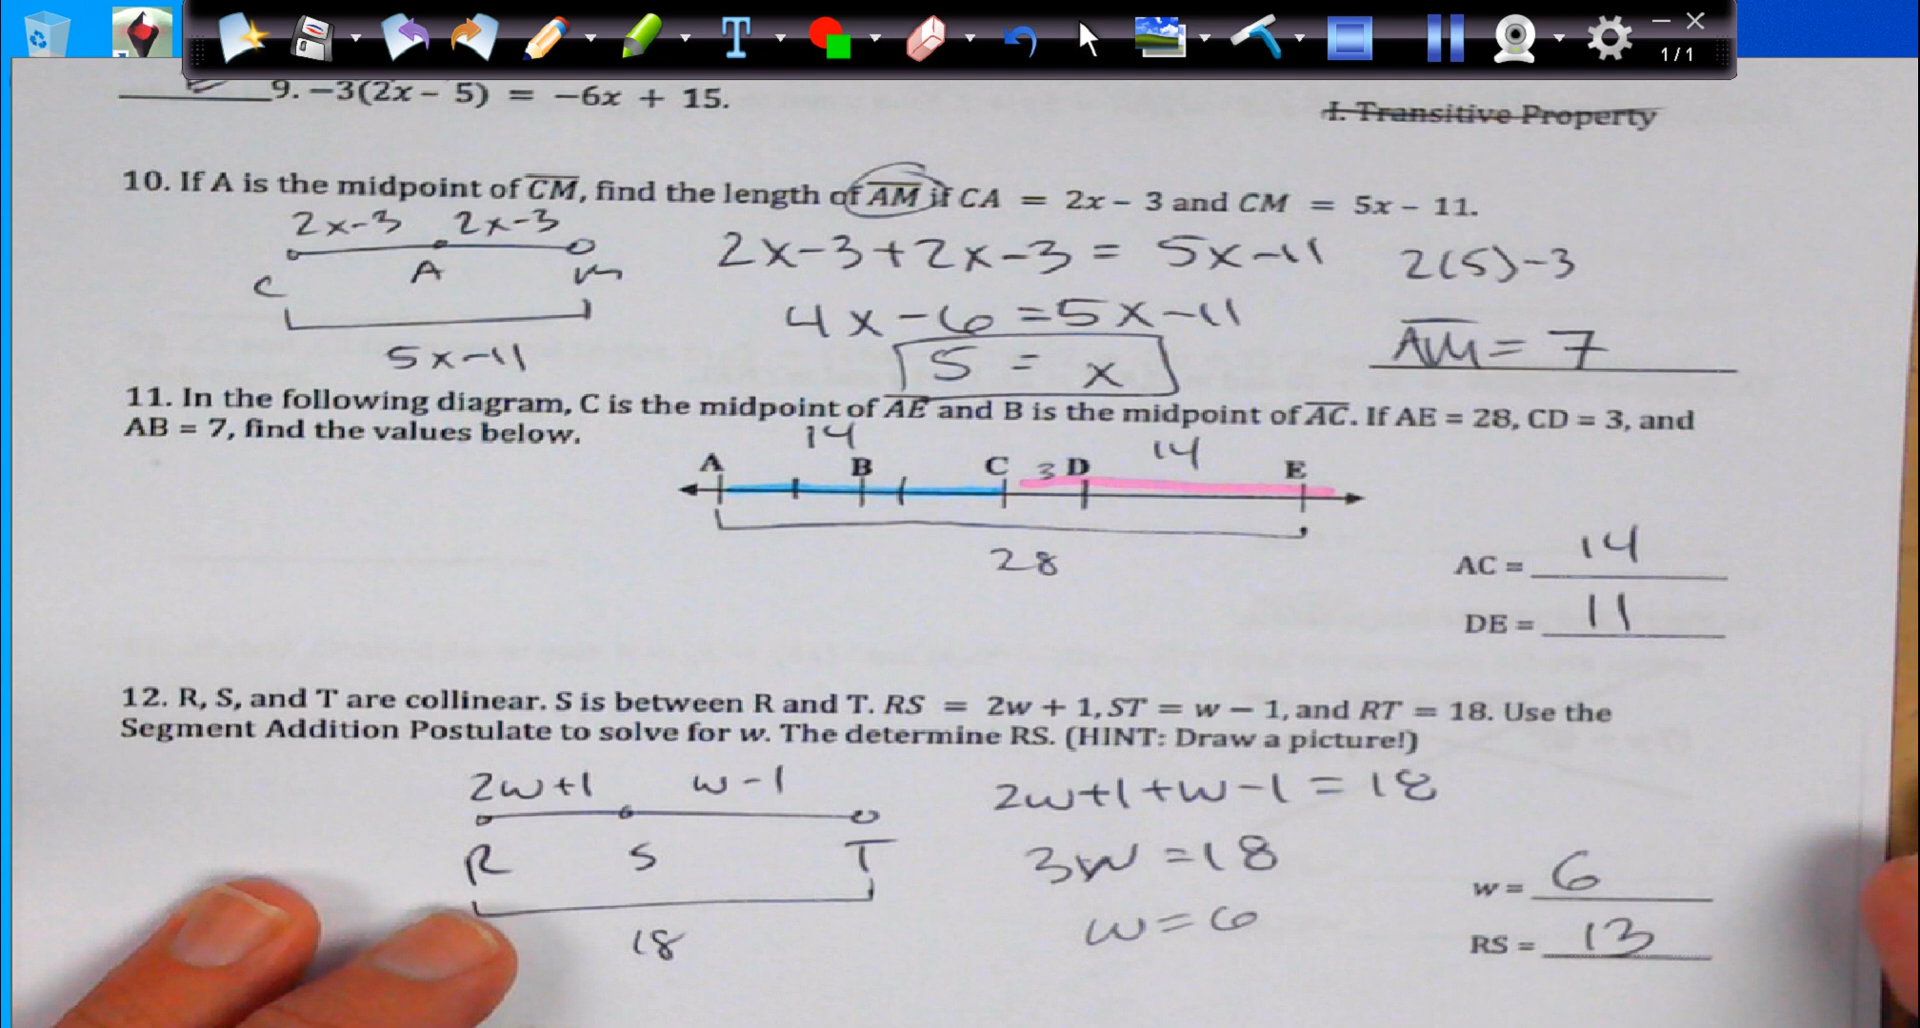 1/1
9. −3(2x − 5) = −6x + 15.
I. Transitive Property
10. If A is the midpoint of CM, find the length of AM if CA = 2x − 3 and CM = 5x − 11.
2x-3 2x-3
C A M
5x-11
2x-3+2x-3 = 5x-11
4x-6=5x-11
5 = x
2(5)-3
AM = 7
11. In the following diagram, C is the midpoint of AE and B is the midpoint of AC. If AE = 28, CD = 3, and
AB = 7, find the values below.
14 14
A B C 3 D E
28
AC = 14
DE = 11
12. R, S, and T are collinear. S is between R and T. RS = 2w + 1, ST = w − 1, and RT = 18. Use the
Segment Addition Postulate to solve for w. The determine RS. (HINT: Draw a picture!)
2w+1 w-1
R S T
18
2w+1+w-1=18
3w=18
w=6
w = 6
RS = 13